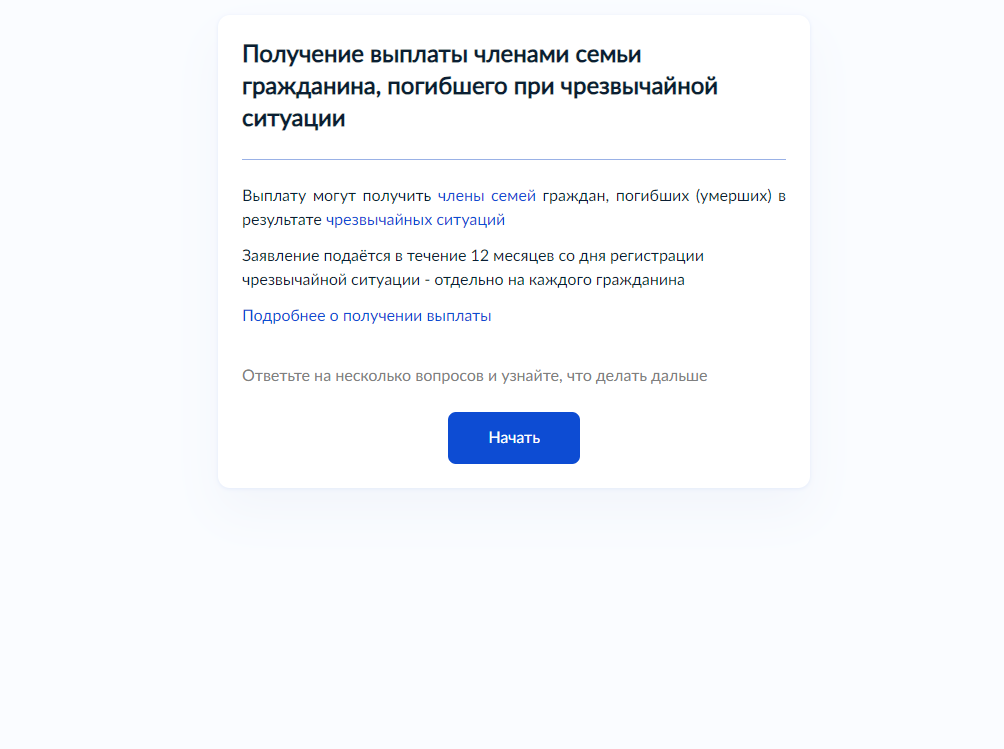 Получение выплаты членами семьи
гражданина, погибшего при чрезвычайной
ситуации
Выплату могут получить члены семей граждан, погибших (умерших) в
результате чрезвычайных ситуаций
Заявление подаётся в течение 12 месяцев со дня регистрации
чрезвычайной ситуации - отдельно на каждого гражданина
Подробнее о получении выплаты
Ответьте на несколько вопросов и узнайте, что делать дальше
Начать